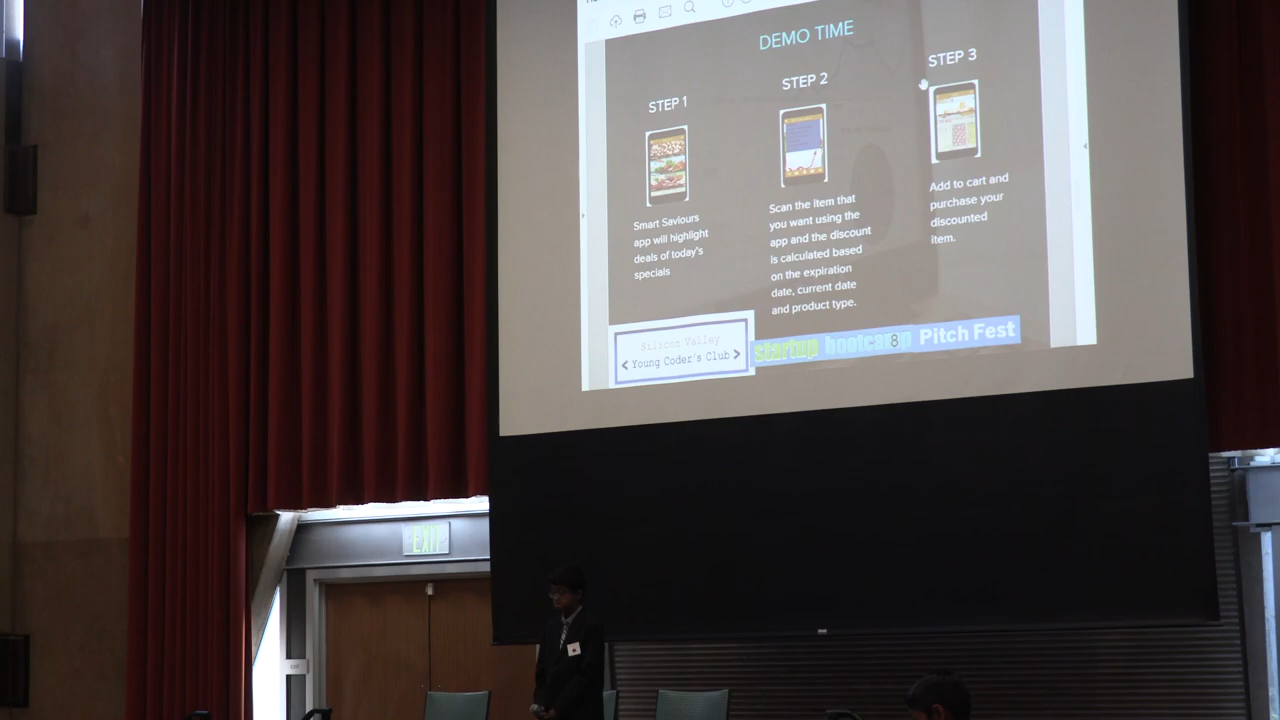 DEMO TIME
STEP 1
Smart Saviours
app will highlight
deals of today's
specials
STEP 2
Scan the item that
you want using the
app and the discount
is calculated based
on the expiration
date, current date
and product type.
STEP 3
Add to cart and
purchase your
discounted
item.
Silicon Valley
< Young Coder's Club >
startup bootcamp Pitch Fest
8
EXIT